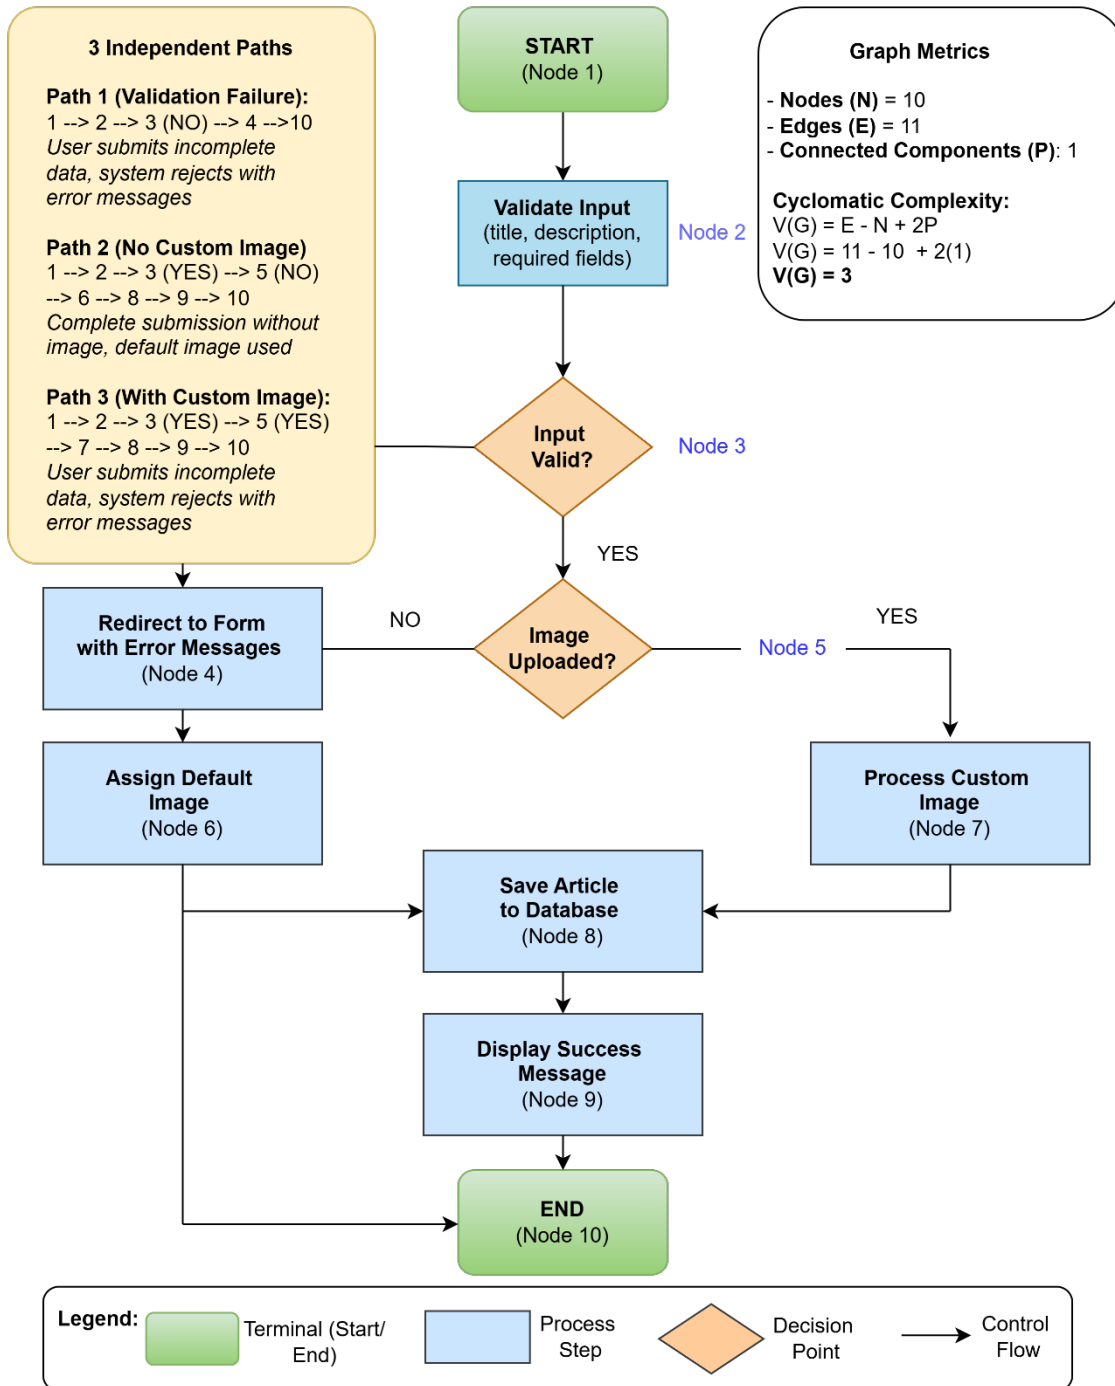 3 Independent Paths
Path 1 (Validation Failure):
1 --> 2 --> 3 (NO) --> 4 -->10
User submits incomplete
data, system rejects with
error messages
Path 2 (No Custom Image)
1 --> 2 --> 3 (YES) --> 5 (NO)
--> 6 --> 8 --> 9 --> 10
Complete submission without
image, default image used
Path 3 (With Custom Image):
1 --> 2 --> 3 (YES) --> 5 (YES)
--> 7 --> 8 --> 9 --> 10
User submits incomplete
data, system rejects with
error messages
START
(Node 1)
Graph Metrics
- Nodes (N) = 10
- Edges (E) = 11
- Connected Components (P): 1
Cyclomatic Complexity:
V(G) = E - N + 2P
V(G) = 11 - 10 + 2(1)
V(G) = 3
Validate Input
(title, description,
required fields)
Node 2
Input
Valid?
Node 3
YES
Redirect to Form
with Error Messages
(Node 4)
NO
Image
Uploaded?
Node 5
YES
Assign Default
Image
(Node 6)
Process Custom
Image
(Node 7)
Save Article
to Database
(Node 8)
Display Success
Message
(Node 9)
END
(Node 10)
Legend:
Terminal (Start/
End)
Process
Step
Decision
Point
Control
Flow